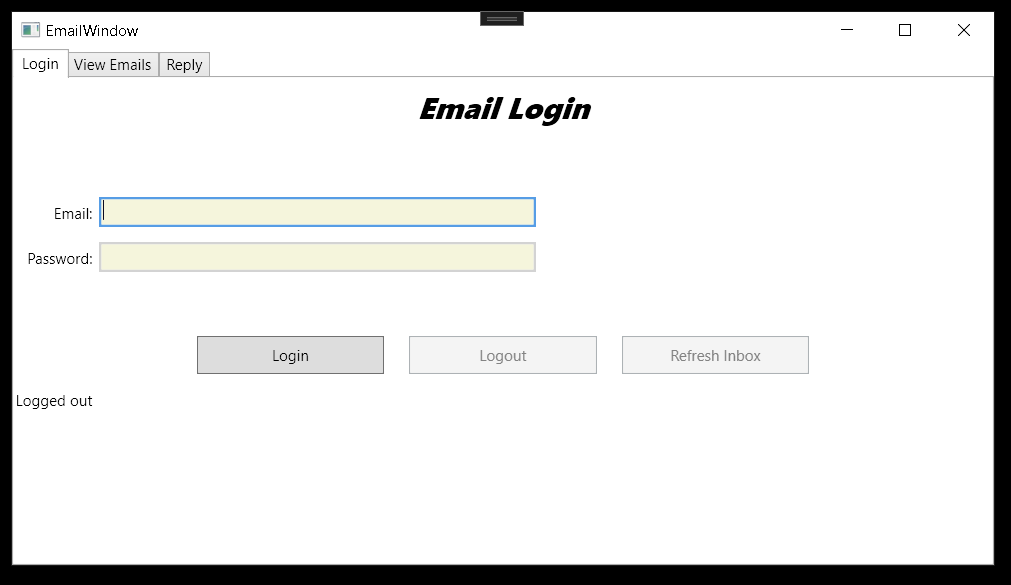 EmailWindow
Login View Emails Reply
Email Login
Email:
Password:
Login Logout Refresh Inbox
Logged out